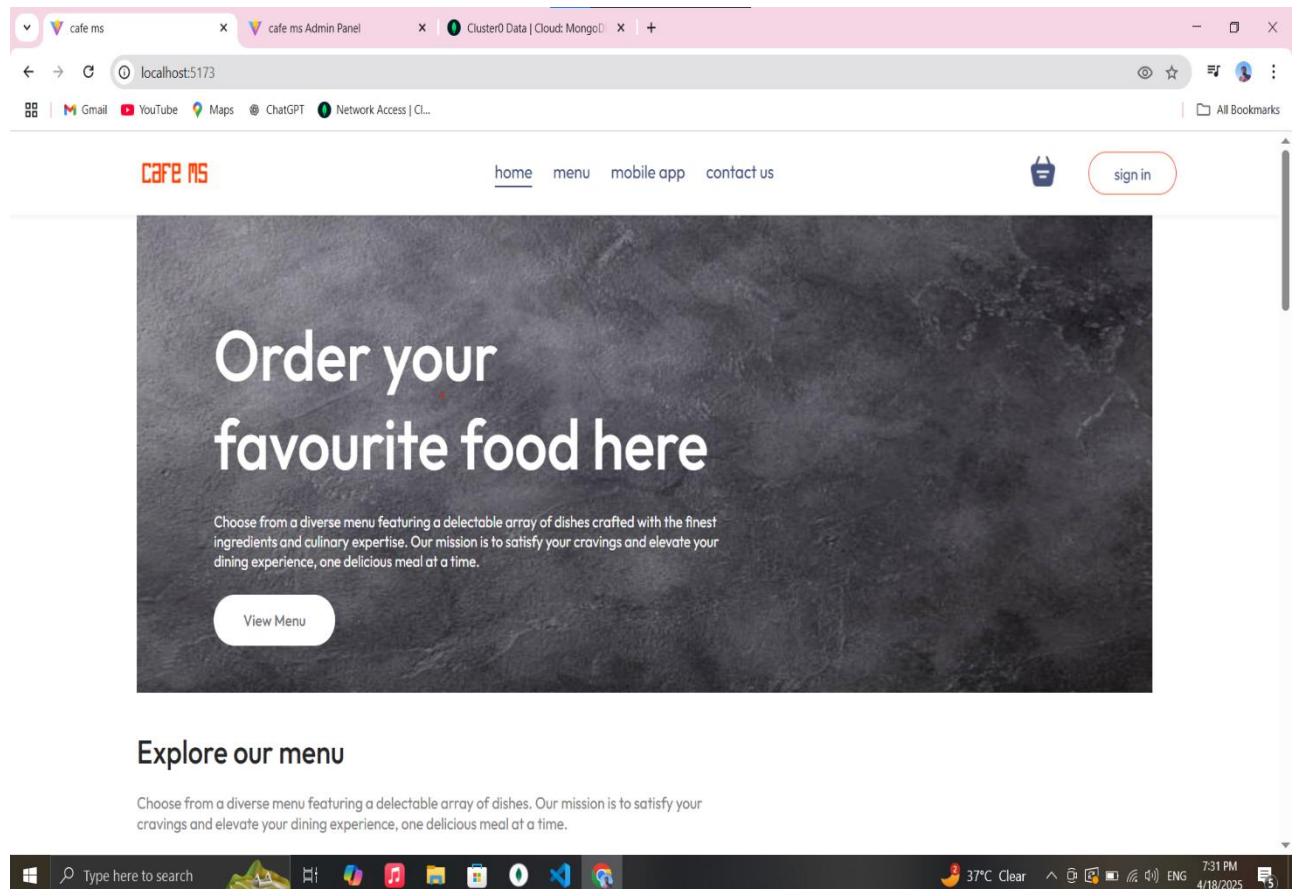 cafe ms
cafe ms Admin Panel
Cluster0 Data | Cloud: MongoD
localhost:5173
Gmail
YouTube
Maps
ChatGPT
Network Access | Cl...
All Bookmarks
cafe ms
home menu mobile app contact us
sign in
Order your
favourite food here
Choose from a diverse menu featuring a delectable array of dishes crafted with the finest
ingredients and culinary expertise. Our mission is to satisfy your cravings and elevate your
dining experience, one delicious meal at a time.
View Menu
Explore our menu
Choose from a diverse menu featuring a delectable array of dishes. Our mission is to satisfy your
cravings and elevate your dining experience, one delicious meal at a time.
Type here to search
2
37°C Clear
ENG
7:31 PM
4/18/2025
5